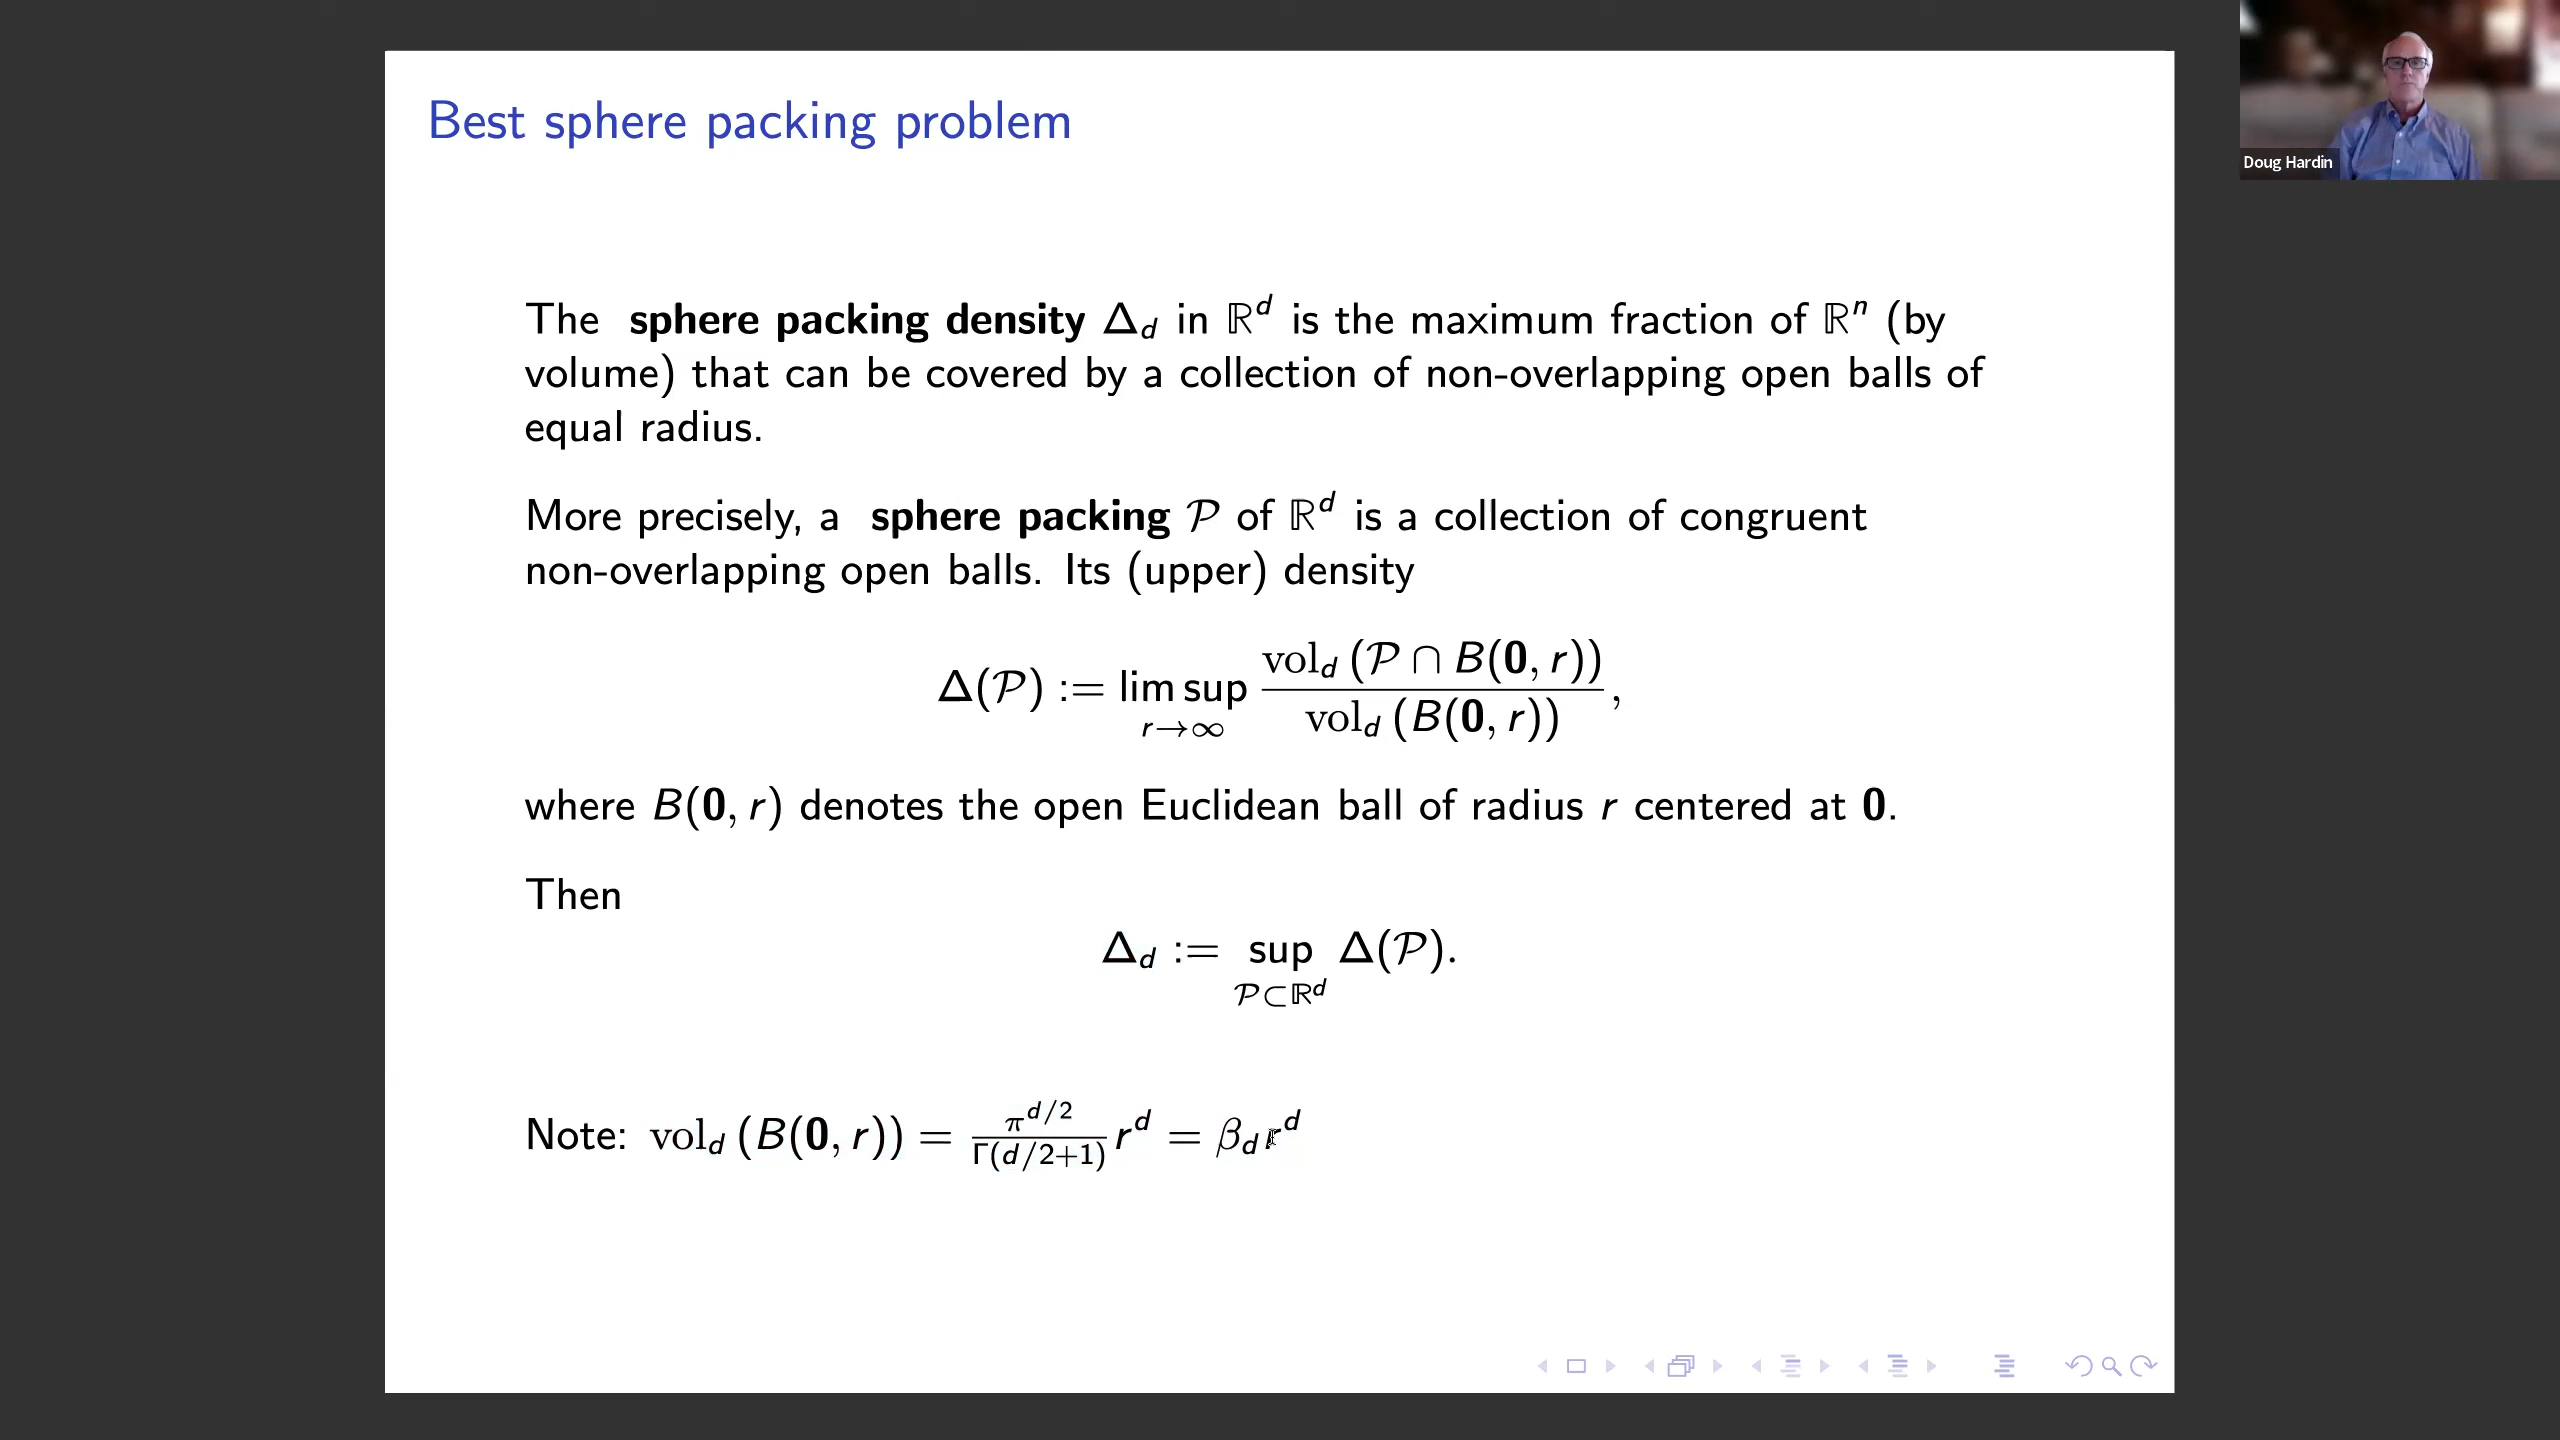 Best sphere packing problem
Doug Hardin
The sphere packing density Δ_d in ℝ^d is the maximum fraction of ℝ^n (by
volume) that can be covered by a collection of non-overlapping open balls of
equal radius.
More precisely, a sphere packing 𝒫 of ℝ^d is a collection of congruent
non-overlapping open balls. Its (upper) density
Δ(𝒫) := lim sup_{r→∞} vol_d (𝒫 ∩ B(0, r)) / vol_d (B(0, r)),
where B(0, r) denotes the open Euclidean ball of radius r centered at 0.
Then
Δ_d := sup_{𝒫⊂ℝ^d} Δ(𝒫).
Note: vol_d (B(0, r)) = π^{d/2} / Γ(d/2+1) r^d = β_d r^d